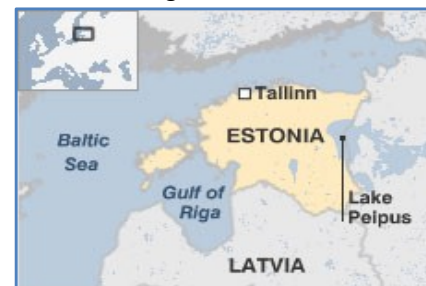 Tallinn
ESTONIA
Baltic
Sea
Gulf of
Riga
Lake
Peipus
LATVIA